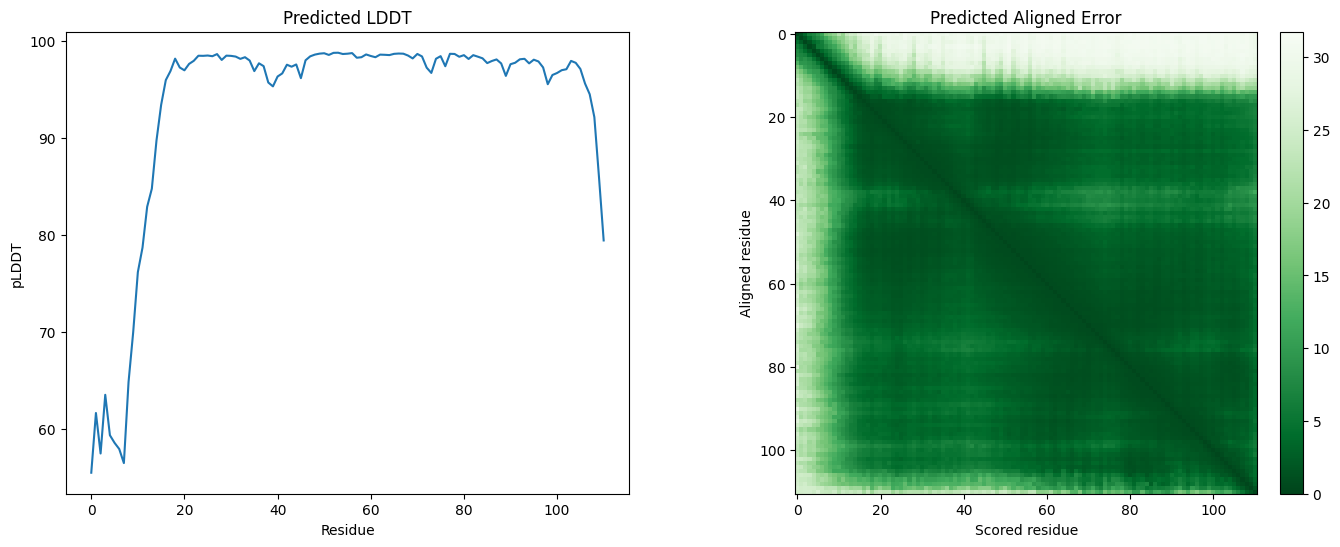 Predicted LDDT
pLDDT
100
90
80
70
60
0 20 40 60 80 100
Residue
Predicted Aligned Error
Aligned residue
0
20
40
60
80
100
0 20 40 60 80 100
Scored residue
30
25
20
15
10
5
0